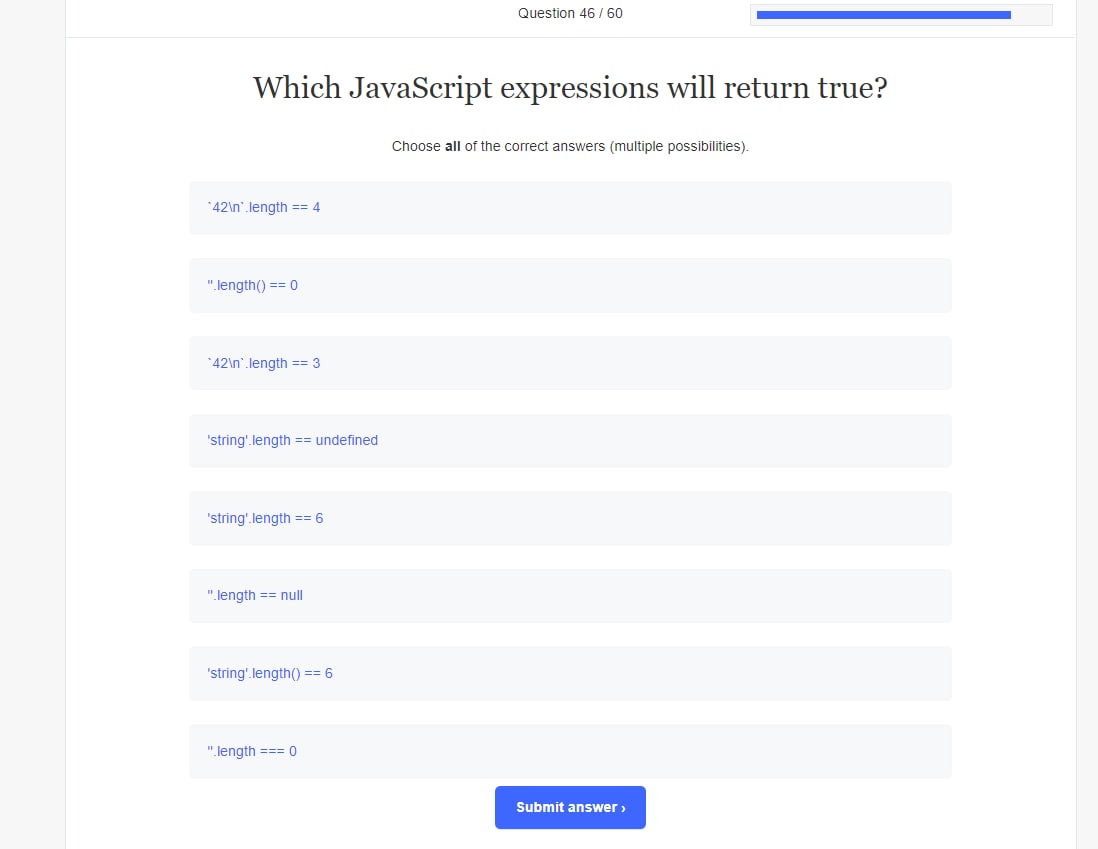 Question 46 / 60
Which JavaScript expressions will return true?
Choose all of the correct answers (multiple possibilities).
`42\n`.length == 4
''.length() == 0
`42\n`.length == 3
'string'.length == undefined
'string'.length == 6
''.length == null
'string'.length() == 6
''.length === 0
Submit answer ›